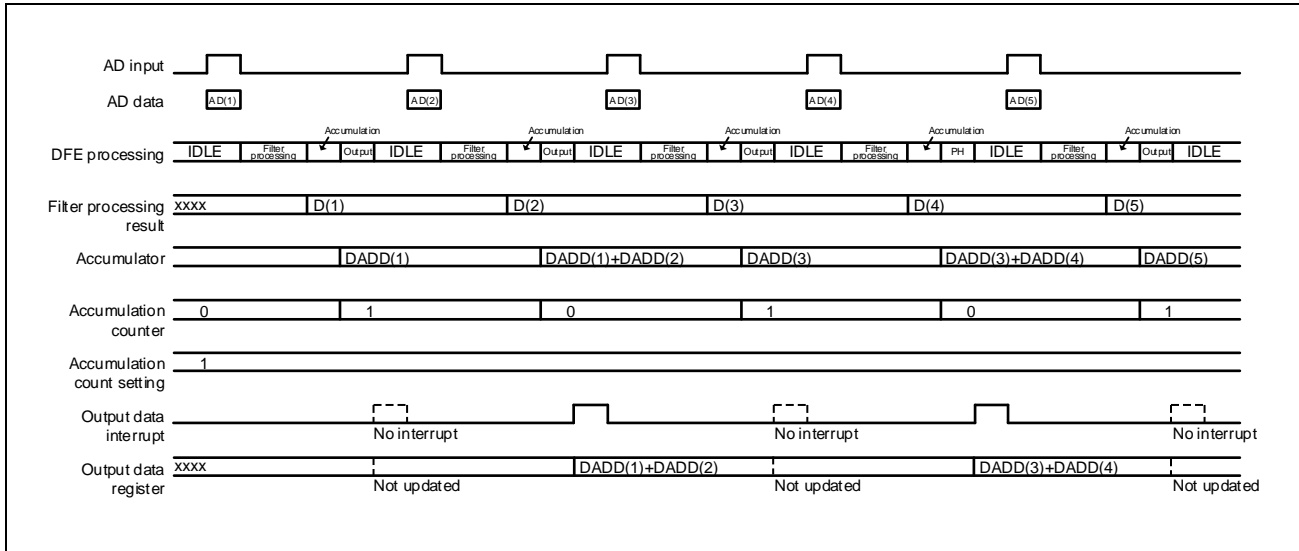 AD input
AD data AD(1) AD(2) AD(3) AD(4) AD(5)
Accumulation Accumulation Accumulation Accumulation Accumulation
DFE processing IDLE Filter processing Output IDLE Filter processing Output IDLE Filter processing Output IDLE Filter processing PH IDLE Filter processing Output IDLE
Filter processing result xxxx D(1) D(2) D(3) D(4) D(5)
Accumulator DADD(1) DADD(1)+DADD(2) DADD(3) DADD(3)+DADD(4) DADD(5)
Accumulation counter 0 1 0 1 0 1
Accumulation count setting 1
Output data interrupt No interrupt No interrupt No interrupt
Output data register xxxx DADD(1)+DADD(2) DADD(3)+DADD(4)
Not updated Not updated Not updated